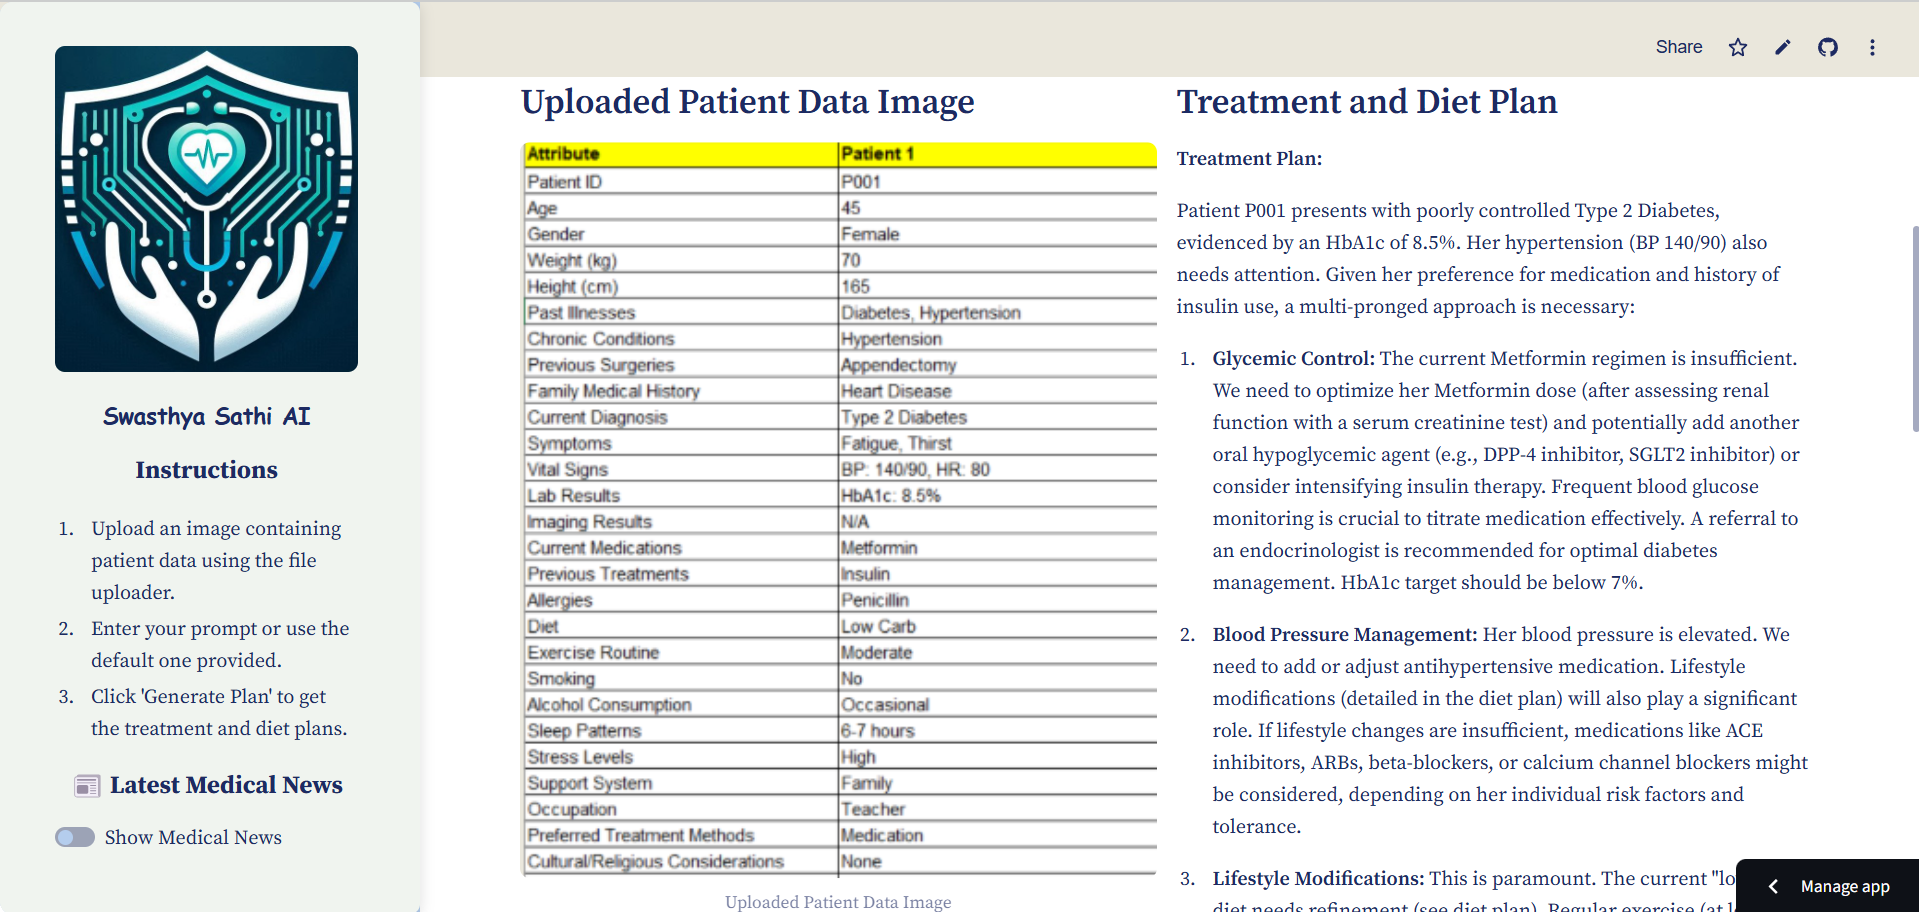 Share
Swasthya Sathi AI
Instructions
1. Upload an image containing
patient data using the file
uploader.
2. Enter your prompt or use the
default one provided.
3. Click 'Generate Plan' to get
the treatment and diet plans.
Latest Medical News
Show Medical News
Uploaded Patient Data Image
Attribute Patient 1
Patient ID P001
Age 45
Gender Female
Weight (kg) 70
Height (cm) 165
Past Illnesses Diabetes, Hypertension
Chronic Conditions Hypertension
Previous Surgeries Appendectomy
Family Medical History Heart Disease
Current Diagnosis Type 2 Diabetes
Symptoms Fatigue, Thirst
Vital Signs BP: 140/90, HR: 80
Lab Results HbA1c: 8.5%
Imaging Results N/A
Current Medications Metformin
Previous Treatments Insulin
Allergies Penicillin
Diet Low Carb
Exercise Routine Moderate
Smoking No
Alcohol Consumption Occasional
Sleep Patterns 6-7 hours
Stress Levels High
Support System Family
Occupation Teacher
Preferred Treatment Methods Medication
Cultural/Religious Considerations None
Uploaded Patient Data Image
Treatment and Diet Plan
Treatment Plan:
Patient P001 presents with poorly controlled Type 2 Diabetes,
evidenced by an HbA1c of 8.5%. Her hypertension (BP 140/90) also
needs attention. Given her preference for medication and history of
insulin use, a multi-pronged approach is necessary:
1. Glycemic Control: The current Metformin regimen is insufficient.
We need to optimize her Metformin dose (after assessing renal
function with a serum creatinine test) and potentially add another
oral hypoglycemic agent (e.g., DPP-4 inhibitor, SGLT2 inhibitor) or
consider intensifying insulin therapy. Frequent blood glucose
monitoring is crucial to titrate medication effectively. A referral to
an endocrinologist is recommended for optimal diabetes
management. HbA1c target should be below 7%.
2. Blood Pressure Management: Her blood pressure is elevated. We
need to add or adjust antihypertensive medication. Lifestyle
modifications (detailed in the diet plan) will also play a significant
role. If lifestyle changes are insufficient, medications like ACE
inhibitors, ARBs, beta-blockers, or calcium channel blockers might
be considered, depending on her individual risk factors and
tolerance.
3. Lifestyle Modifications: This is paramount. The current "lo
diet needs refinement (see diet plan). Regular exercise (at
Manage app